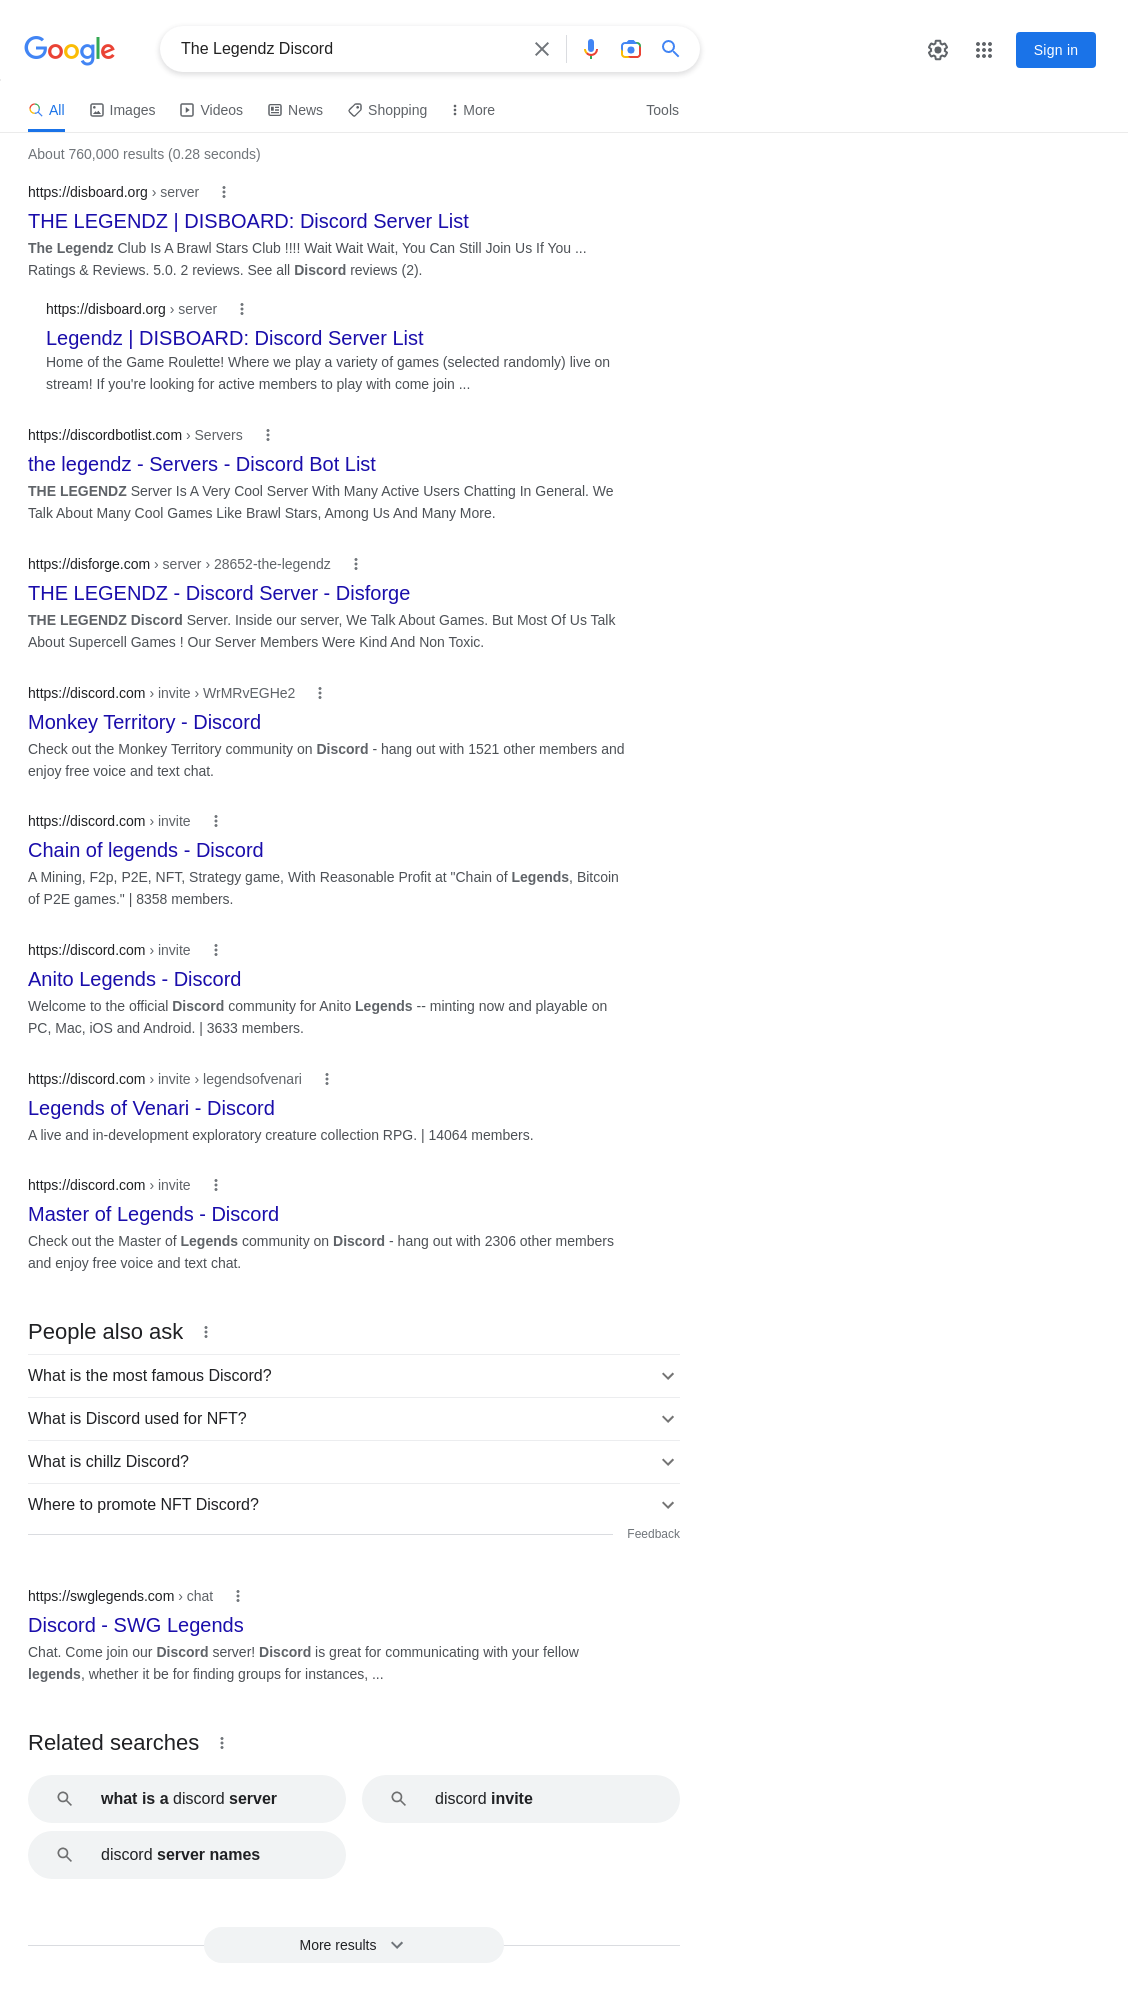 Google
The Legendz Discord
Sign in
All
Images
Videos
News
Shopping
More
Tools
About 760,000 results (0.28 seconds)
https://disboard.org › server
THE LEGENDZ | DISBOARD: Discord Server List
The Legendz Club Is A Brawl Stars Club !!!! Wait Wait Wait, You Can Still Join Us If You ...
Ratings & Reviews. 5.0. 2 reviews. See all Discord reviews (2).
https://disboard.org › server
Legendz | DISBOARD: Discord Server List
Home of the Game Roulette! Where we play a variety of games (selected randomly) live on
stream! If you're looking for active members to play with come join ...
https://discordbotlist.com › Servers
the legendz - Servers - Discord Bot List
THE LEGENDZ Server Is A Very Cool Server With Many Active Users Chatting In General. We
Talk About Many Cool Games Like Brawl Stars, Among Us And Many More.
https://disforge.com › server › 28652-the-legendz
THE LEGENDZ - Discord Server - Disforge
THE LEGENDZ Discord Server. Inside our server, We Talk About Games. But Most Of Us Talk
About Supercell Games ! Our Server Members Were Kind And Non Toxic.
https://discord.com › invite › WrMRvEGHe2
Monkey Territory - Discord
Check out the Monkey Territory community on Discord - hang out with 1521 other members and
enjoy free voice and text chat.
https://discord.com › invite
Chain of legends - Discord
A Mining, F2p, P2E, NFT, Strategy game, With Reasonable Profit at "Chain of Legends, Bitcoin
of P2E games." | 8358 members.
https://discord.com › invite
Anito Legends - Discord
Welcome to the official Discord community for Anito Legends -- minting now and playable on
PC, Mac, iOS and Android. | 3633 members.
https://discord.com › invite › legendsofvenari
Legends of Venari - Discord
A live and in-development exploratory creature collection RPG. | 14064 members.
https://discord.com › invite
Master of Legends - Discord
Check out the Master of Legends community on Discord - hang out with 2306 other members
and enjoy free voice and text chat.
People also ask
What is the most famous Discord?
What is Discord used for NFT?
What is chillz Discord?
Where to promote NFT Discord?
Feedback
https://swglegends.com › chat
Discord - SWG Legends
Chat. Come join our Discord server! Discord is great for communicating with your fellow
legends, whether it be for finding groups for instances, ...
Related searches
what is a discord server
discord invite
discord server names
More results